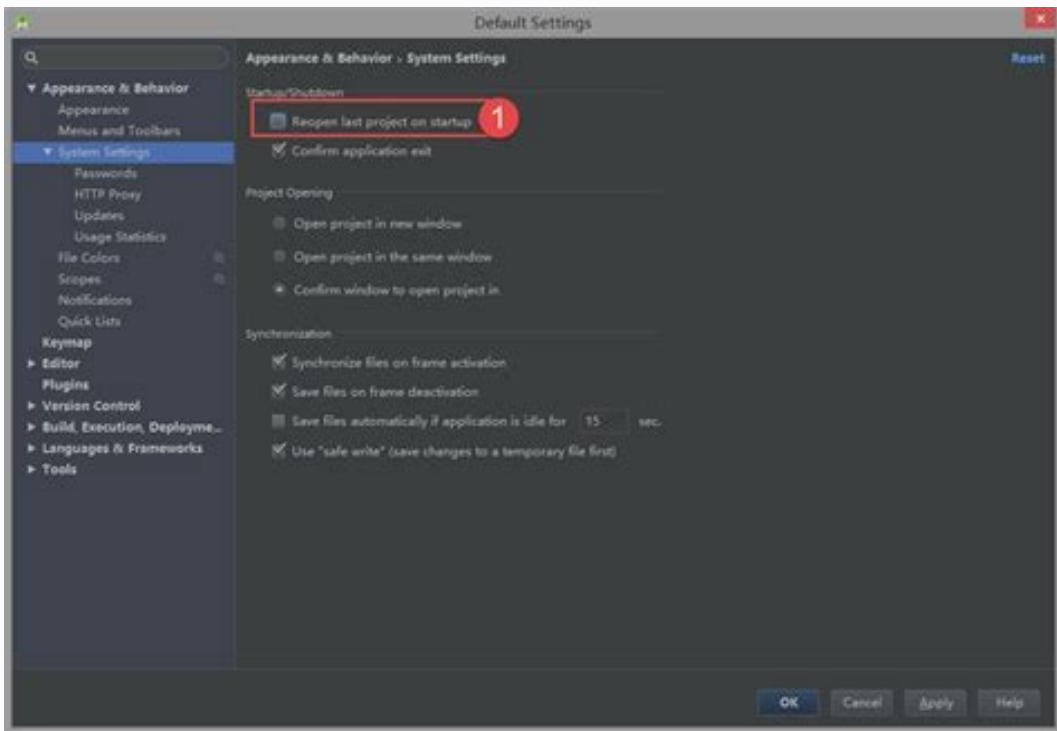 Default Settings
Appearance & Behavior › System Settings
Reset
▼ Appearance & Behavior
Appearance
Menus and Toolbars
▼ System Settings
Passwords
HTTP Proxy
Updates
Usage Statistics
File Colors
Scopes
Notifications
Quick Lists
Keymap
► Editor
Plugins
► Version Control
► Build, Execution, Deployme...
► Languages & Frameworks
► Tools
Startup/Shutdown
Reopen last project on startup
1
Confirm application exit
Project Opening
Open project in new window
Open project in the same window
Confirm window to open project in
Synchronization
Synchronize files on frame activation
Save files on frame deactivation
Save files automatically if application is idle for 15 sec.
Use "safe write" (save changes to a temporary file first)
OK Cancel Apply Help